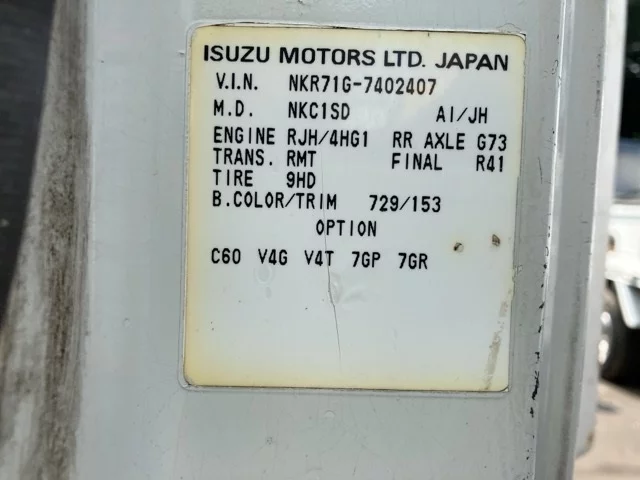 ISUZU MOTORS LTD. JAPAN
V.I.N. NKR71G-7402407
M.D. NKC1SD AI/JH
ENGINE RJH/4HG1 RR AXLE G73
TRANS. RMT FINAL R41
TIRE 9HD
B.COLOR/TRIM 729/153
OPTION
C60 V4G V4T 7GP 7GR